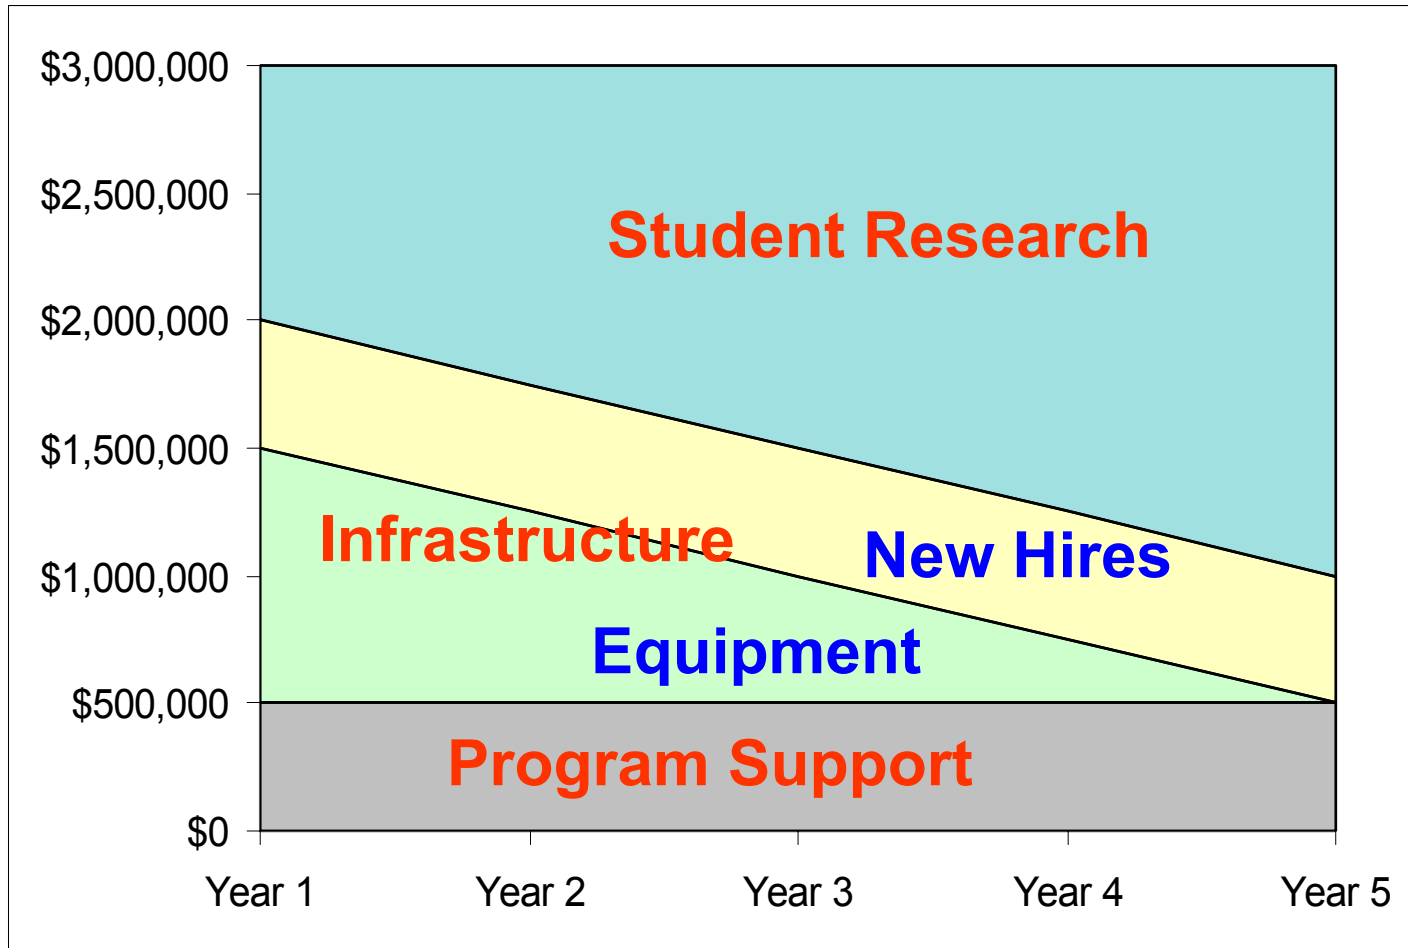 $3,000,000
$2,500,000
Student Research
$2,000,000
$1,500,000
Infrastructure
New Hires
$1,000,000
Equipment
$500,000
Program Support
$0
Year 1 Year 2 Year 3 Year 4 Year 5